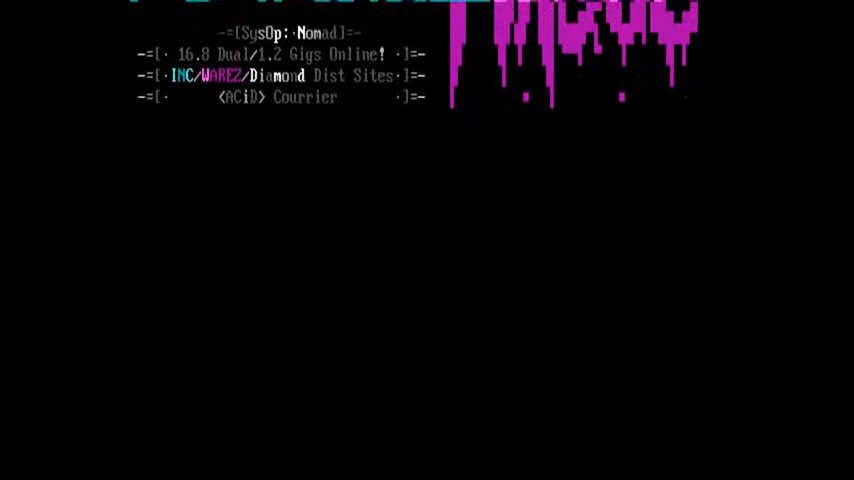 -=[SysOp: Nomad]=-
-=[· 16.8 Dual/1.2 Gigs Online! ·]=-
-=[·INC/WAREZ/Diamond Dist Sites·]=-
-=[· <ACiD> Courrier ·]=-